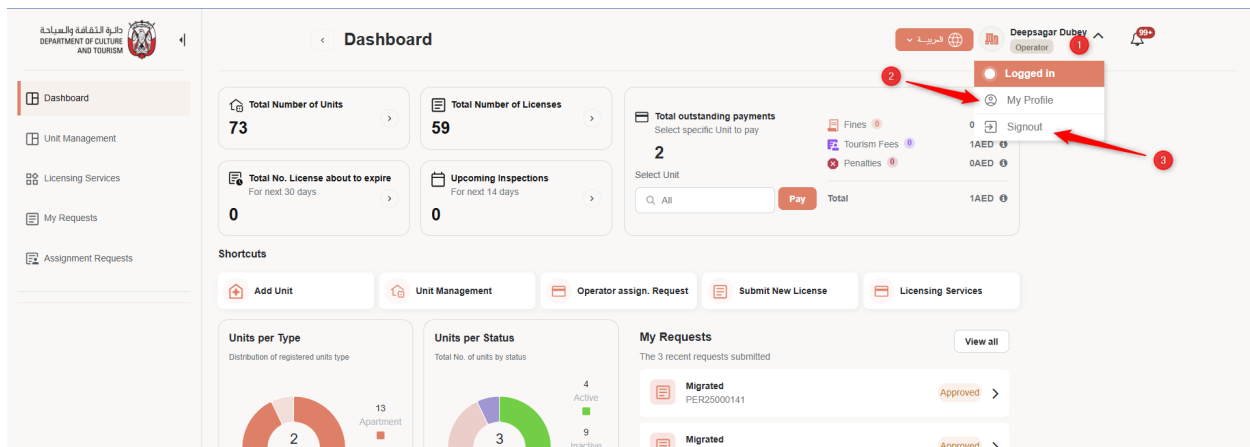 دائرة الثقافة والسياحة
DEPARTMENT OF CULTURE
AND TOURISM
Dashboard
العربية
Deepsagar Dubey
Operator
1
99+
Logged in
2
My Profile
Signout
3
Dashboard
Unit Management
Licensing Services
My Requests
Assignment Requests
Total Number of Units
73
Total Number of Licenses
59
Total No. License about to expire
For next 30 days
0
Upcoming Inspections
For next 14 days
0
Total outstanding payments
Select specific Unit to pay
2
Select Unit
All
Pay
Fines 0
0
Tourism Fees 0
1AED
Penalties 0
0AED
Total
1AED
Shortcuts
Add Unit
Unit Management
Operator assign. Request
Submit New License
Licensing Services
Units per Type
Distribution of registered units type
13
Apartment
2
Units per Status
Total No. of units by status
4
Active
9
Inactive
3
My Requests
The 3 recent requests submitted
View all
Migrated
PER25000141
Approved
Migrated
Approved